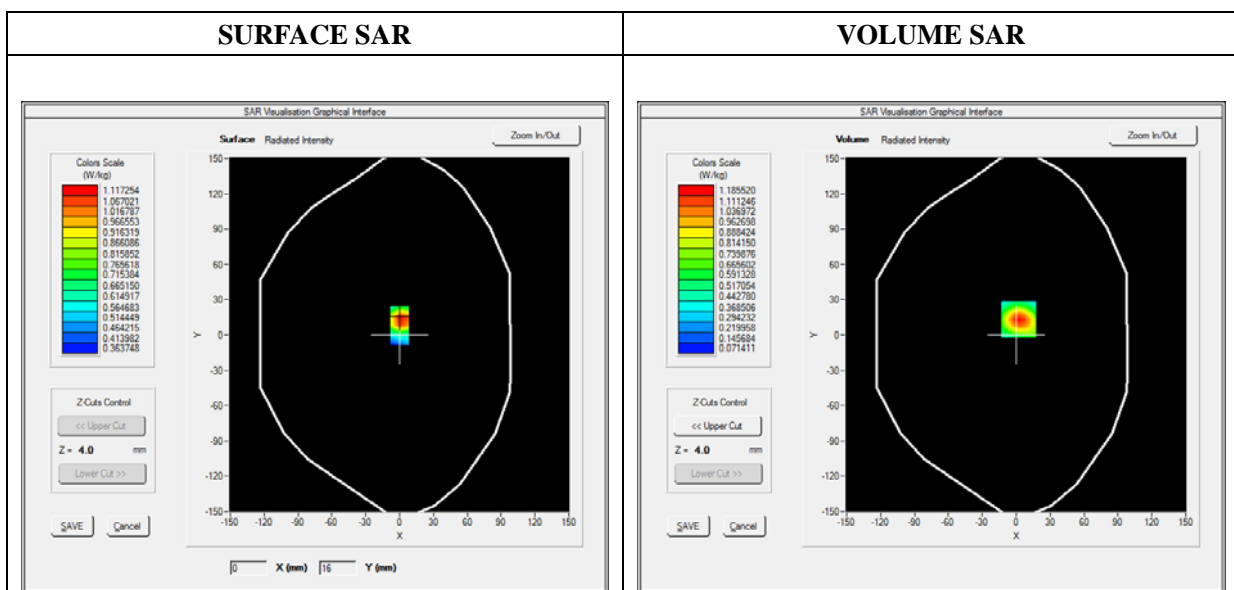 SURFACE SAR
VOLUME SAR
SAR Visualisation Graphical Interface
Surface Radiated Intensity
Zoom In/Out
Colors Scale
(W/kg)
1.117254
1.067021
1.016787
0.966553
0.916319
0.866086
0.815852
0.765618
0.715384
0.665150
0.614917
0.564683
0.514449
0.464215
0.413982
0.363748
Z-Cuts Control
<< Upper Cut
Z = 4.0 mm
Lower Cut >>
SAVE Cancel
150
120
90
60
30
0
-30
-60
-90
-120
-150
Y
-150 -120 -90 -60 -30 0 30 60 90 120 150
X
0 X (mm) 16 Y (mm)
SAR Visualisation Graphical Interface
Volume Radiated Intensity
Zoom In/Out
Colors Scale
(W/kg)
1.185520
1.111246
1.036972
0.962698
0.888424
0.814150
0.739876
0.665602
0.591328
0.517054
0.442780
0.368506
0.294232
0.219958
0.145684
0.071411
Z-Cuts Control
<< Upper Cut
Z = 4.0 mm
Lower Cut >>
SAVE Cancel
150
120
90
60
30
0
-30
-60
-90
-120
-150
Y
-150 -120 -90 -60 -30 0 30 60 90 120 150
X